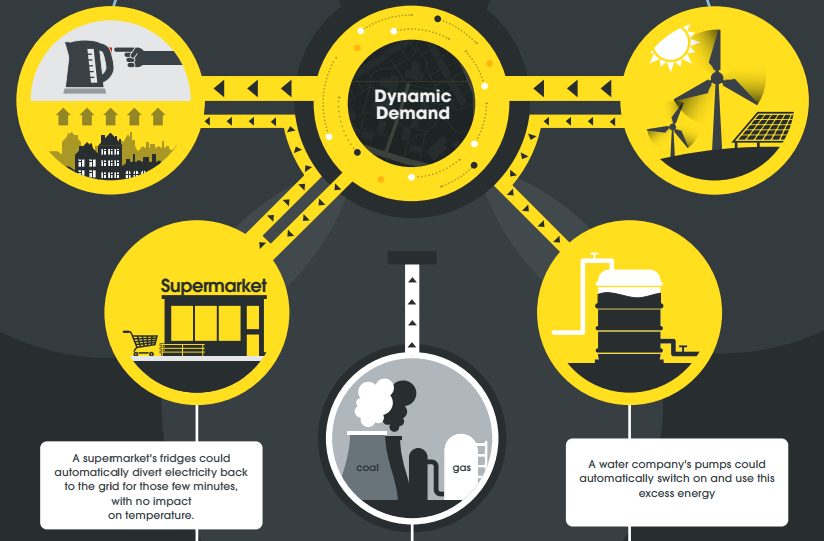 Dynamic
Demand
Supermarket
coal
gas
A supermarket's fridges could
automatically divert electricity back
to the grid for those few minutes,
with no impact
on temperature.
A water company's pumps could
automatically switch on and use this
excess energy